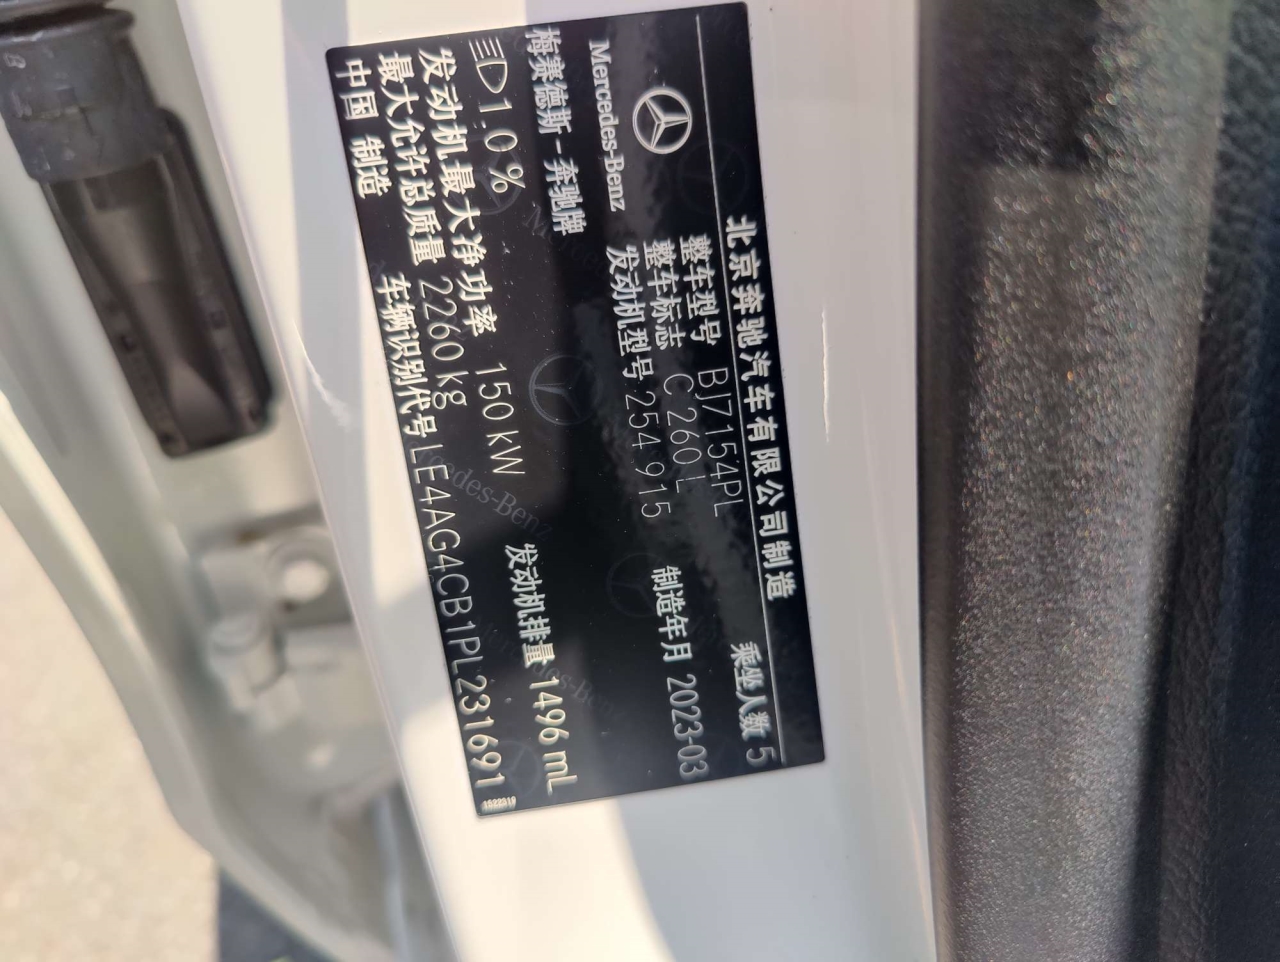 北京奔驰汽车有限公司制造
整车型号 BJ7154PL 乘坐人数 5
整车标志 C 260 L
发动机型号 254 915 制造年月 2023-03
Mercedes-Benz
梅赛德斯-奔驰牌
1.0%
发动机最大净功率 150 kW 发动机排量 1496 mL
最大允许总质量 2260 kg
中国 制造 车辆识别代号 LE4AG4CB1PL231691